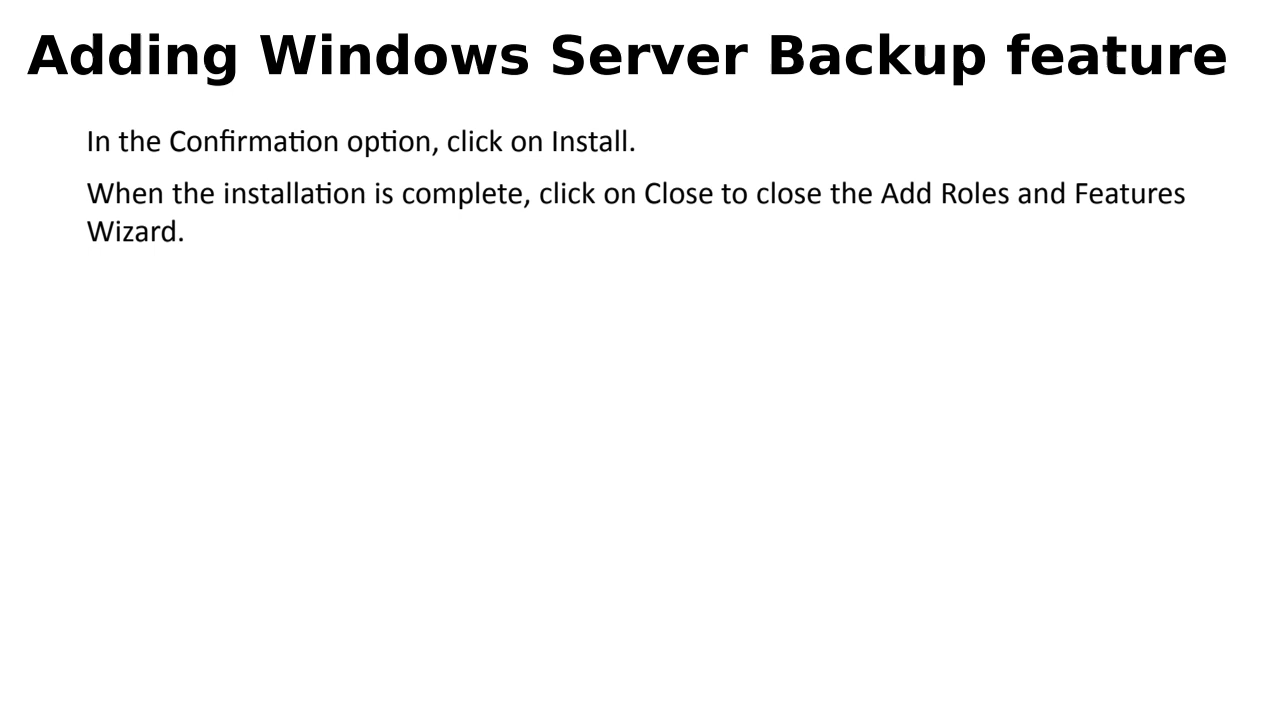 Adding Windows Server Backup feature
In the Confirmation option, click on Install.
When the installation is complete, click on Close to close the Add Roles and Features
Wizard.